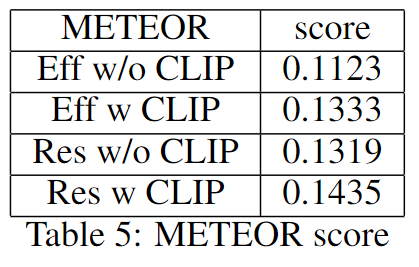 METEOR score
Eff w/o CLIP 0.1123
Eff w CLIP 0.1333
Res w/o CLIP 0.1319
Res w CLIP 0.1435
Table 5: METEOR score